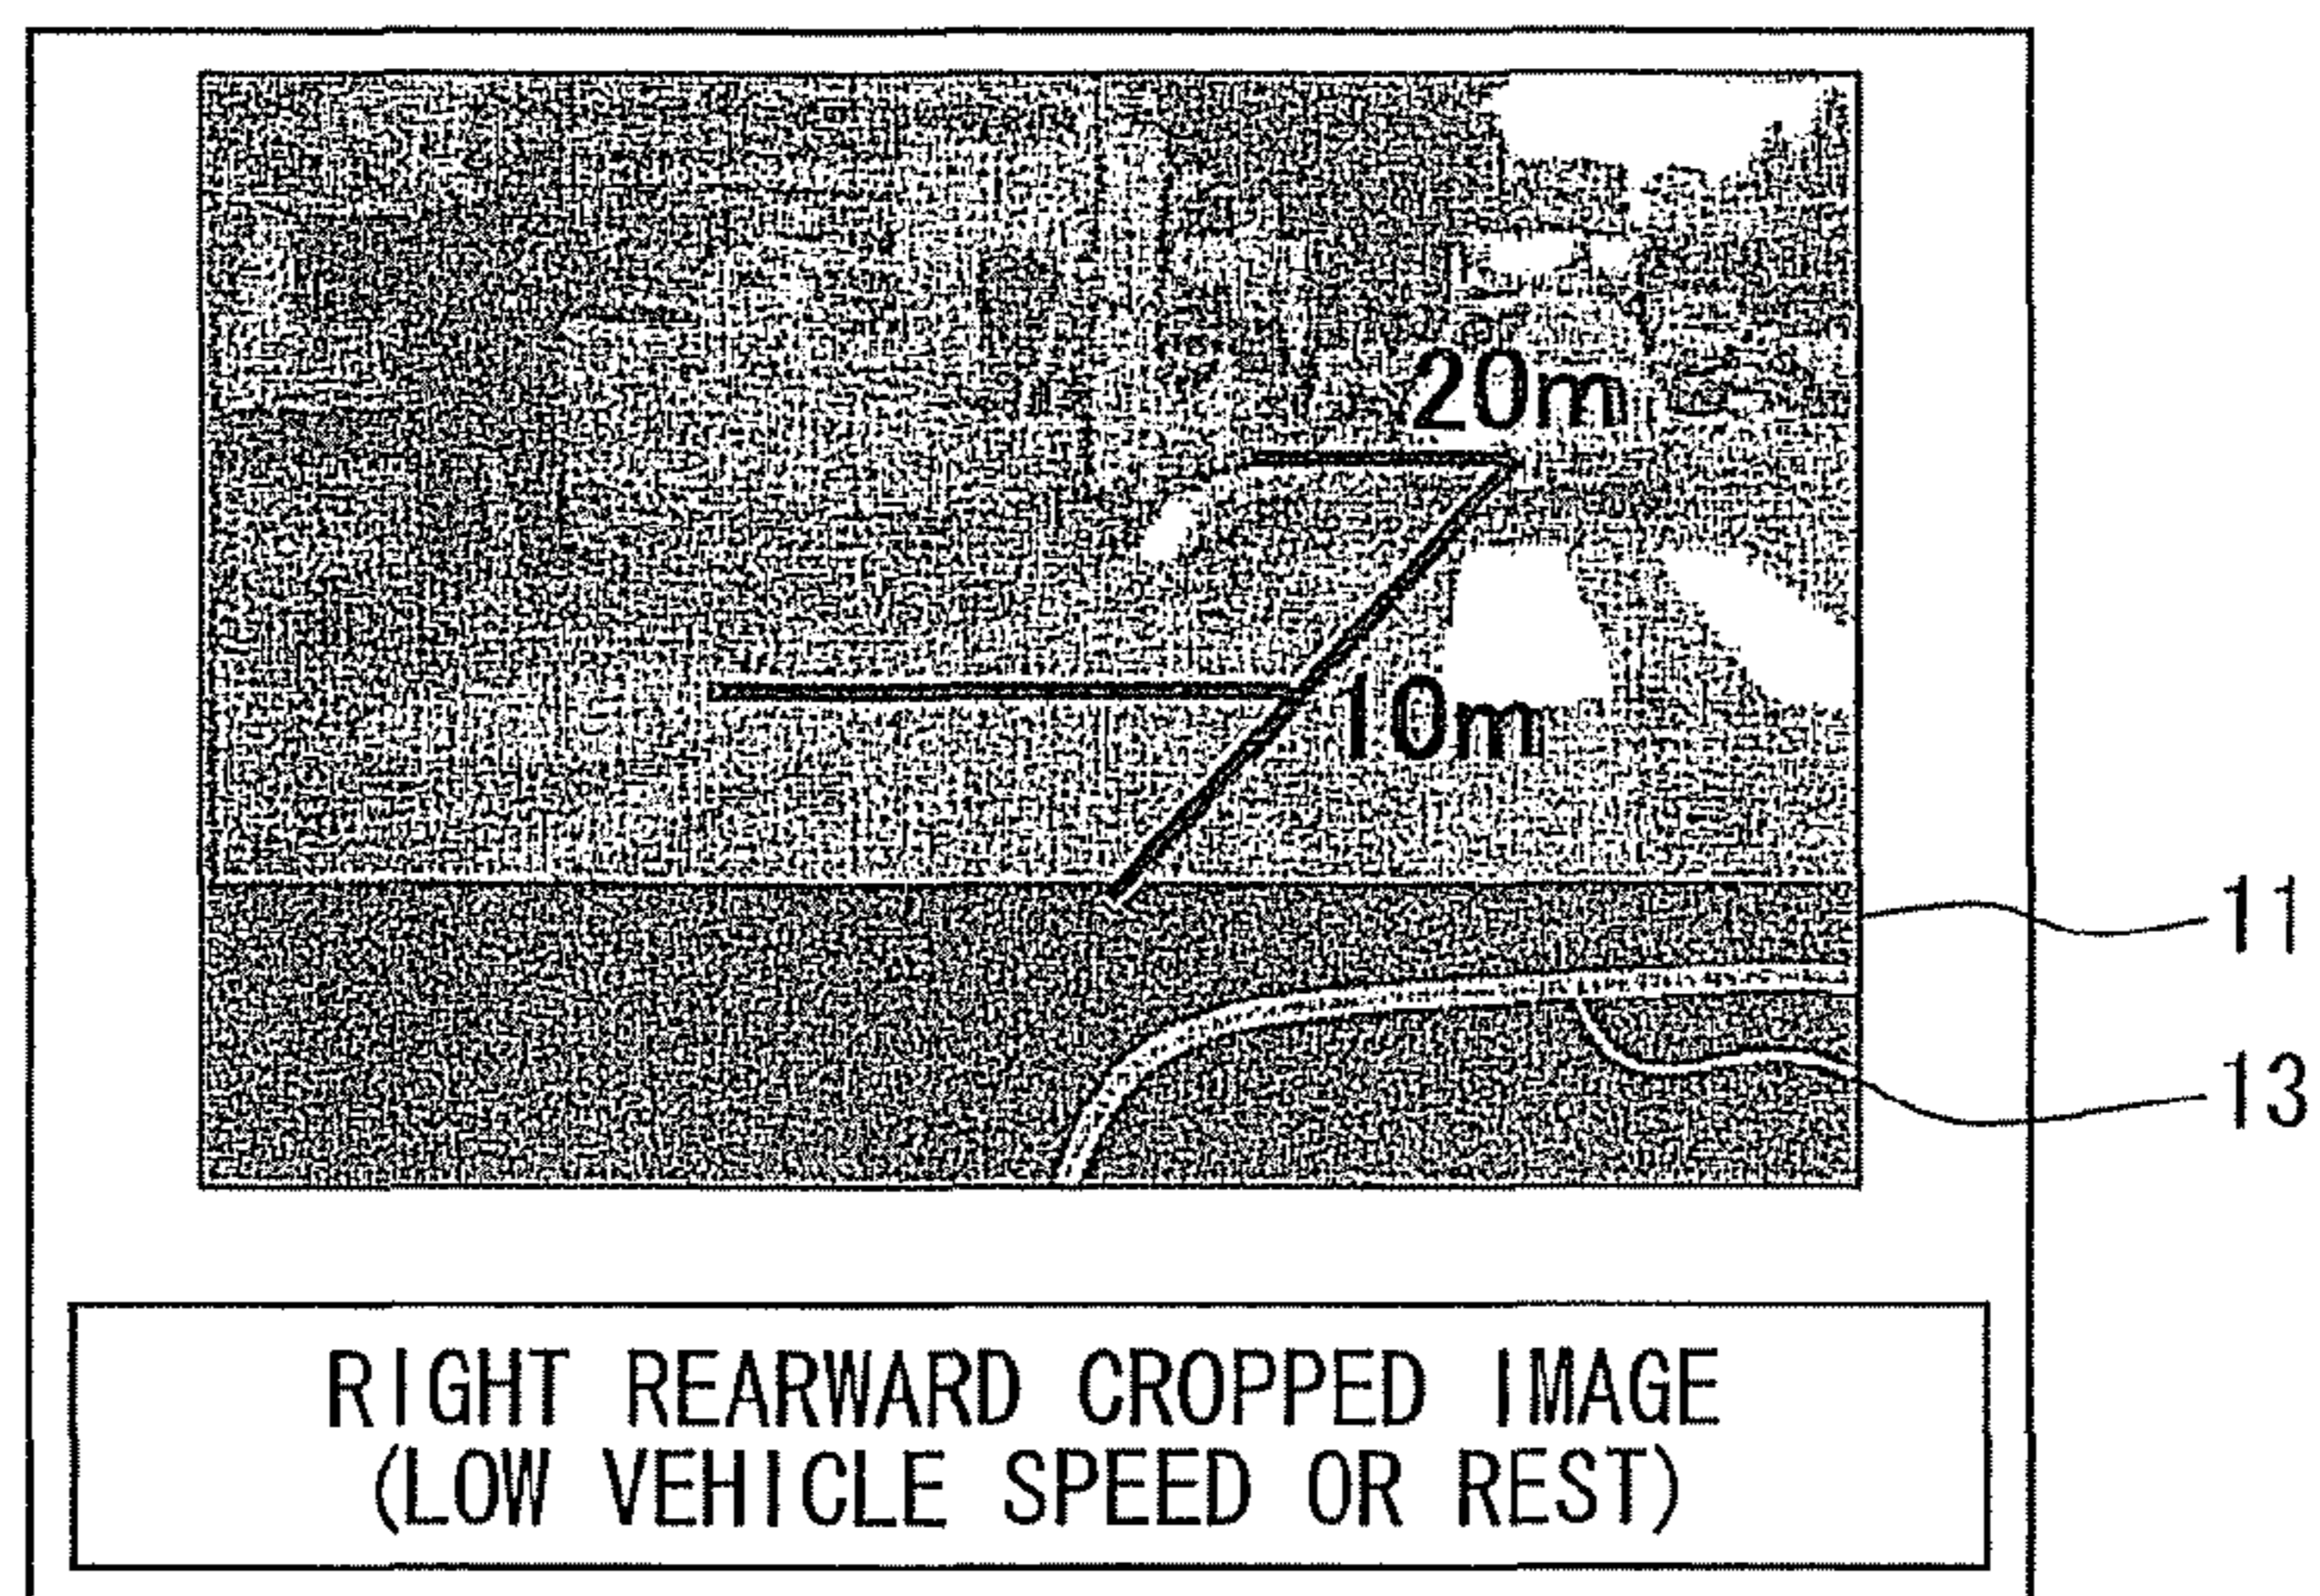 20m
10m
11
13
RIGHT REARWARD CROPPED IMAGE
(LOW VEHICLE SPEED OR REST)